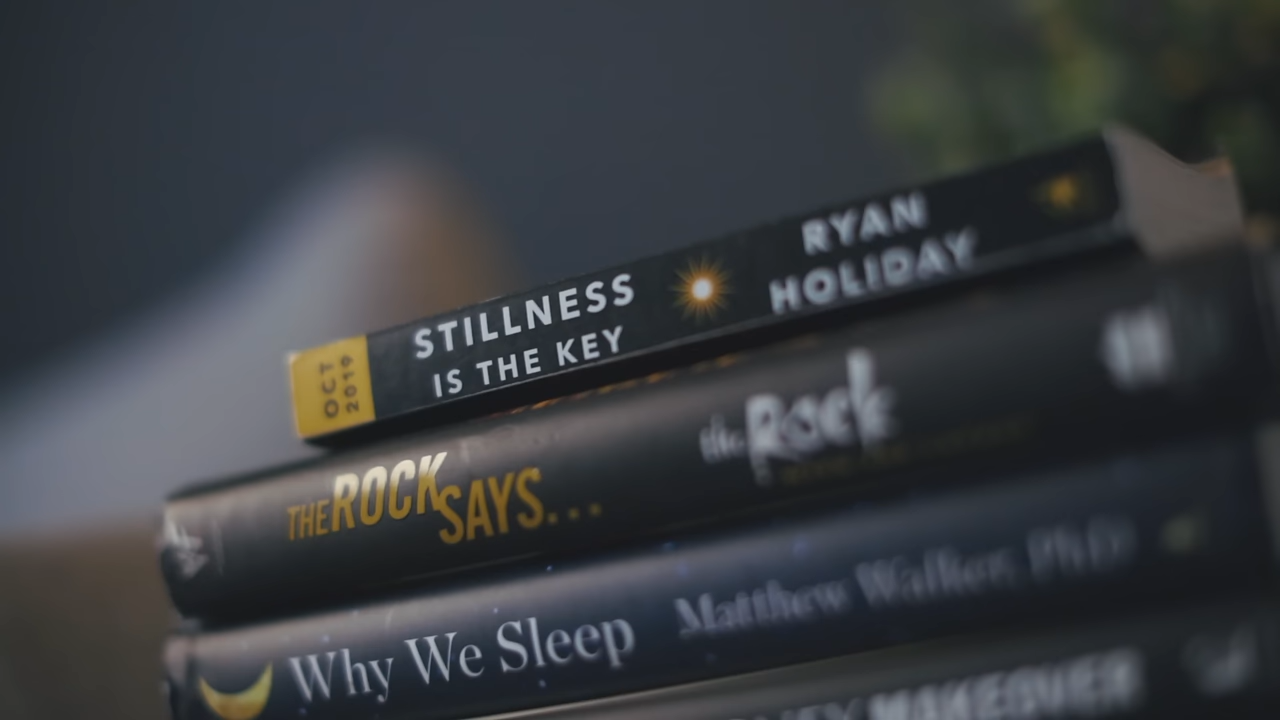 OCT
2019
STILLNESS
IS THE KEY
RYAN
HOLIDAY
THE ROCK
SAYS...
the Rock
Why We Sleep
Matthew Walker, PhD
MAKEOVER